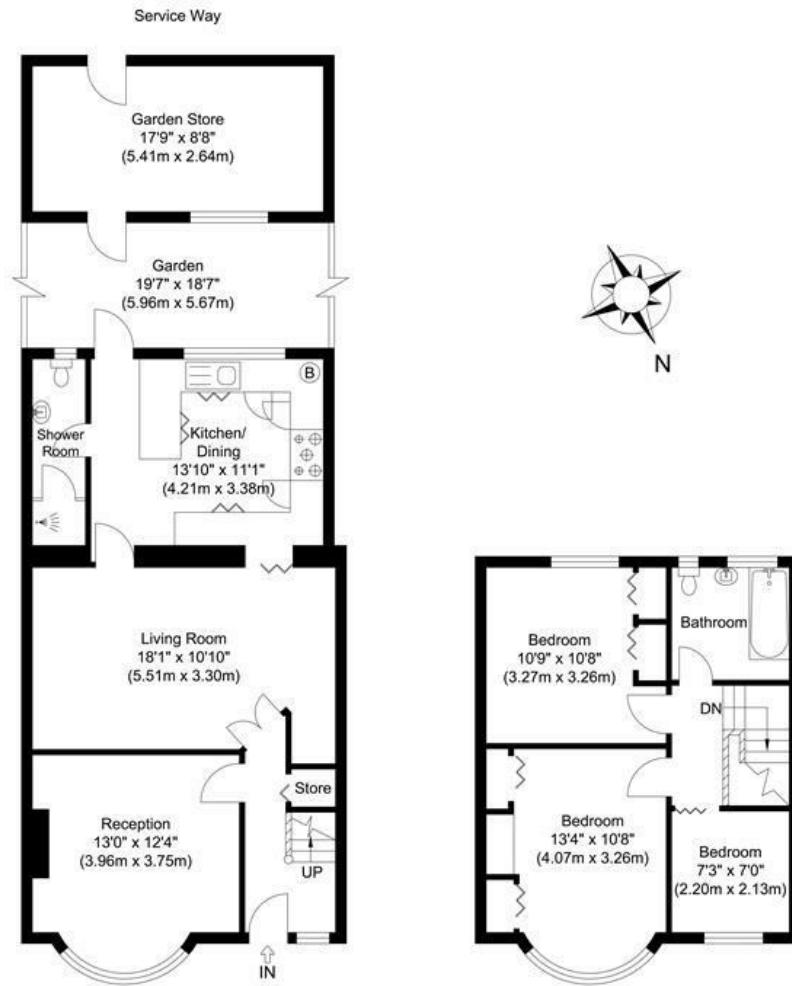 Service Way
Garden Store
17'9" x 8'8"
(5.41m x 2.64m)
Garden
19'7" x 18'7"
(5.96m x 5.67m)
N
B
Shower
Room
Kitchen/
Dining
13'10" x 11'1"
(4.21m x 3.38m)
Living Room
18'1" x 10'10"
(5.51m x 3.30m)
Store
Reception
13'0" x 12'4"
(3.96m x 3.75m)
UP
IN
Bedroom
10'9" x 10'8"
(3.27m x 3.26m)
Bathroom
DN
Bedroom
13'4" x 10'8"
(4.07m x 3.26m)
Bedroom
7'3" x 7'0"
(2.20m x 2.13m)